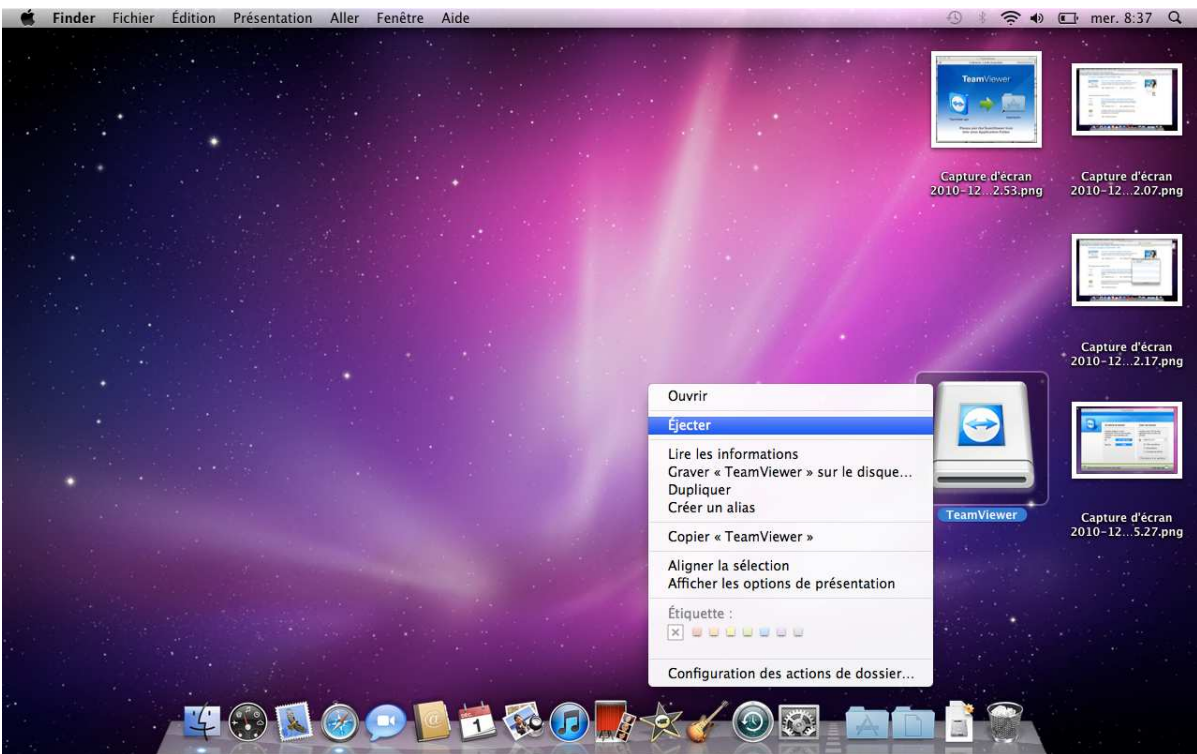 Finder Fichier Édition Présentation Aller Fenêtre Aide mer. 8:37
TeamViewer
Capture d'écran
2010-12...2.53.png
Capture d'écran
2010-12...2.07.png
Capture d'écran
2010-12...2.17.png
TeamViewer
Capture d'écran
2010-12...5.27.png
Ouvrir
Éjecter
Lire les informations
Graver « TeamViewer » sur le disque...
Dupliquer
Créer un alias
Copier « TeamViewer »
Aligner la sélection
Afficher les options de présentation
Étiquette :
Configuration des actions de dossier...
1